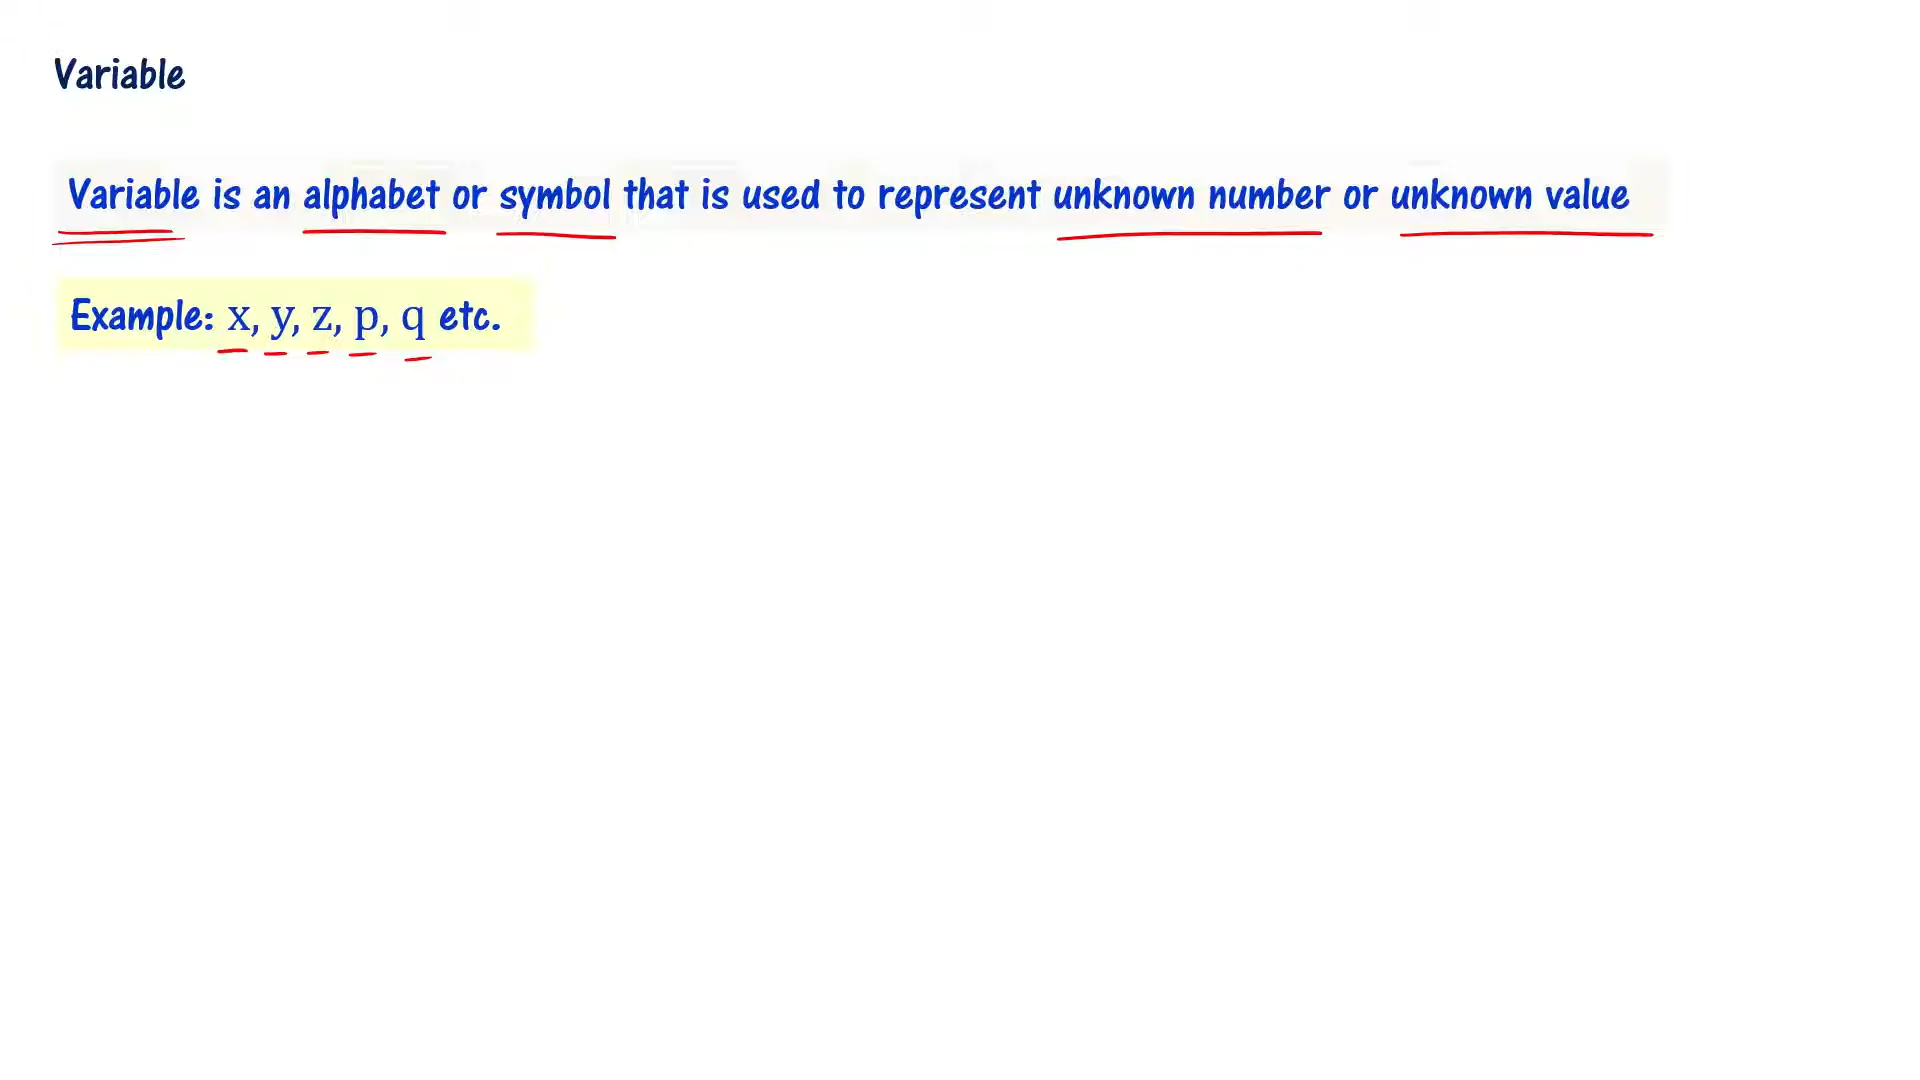 Variable
Variable is an alphabet or symbol that is used to represent unknown number or unknown value
Example: x, y, z, p, q etc.